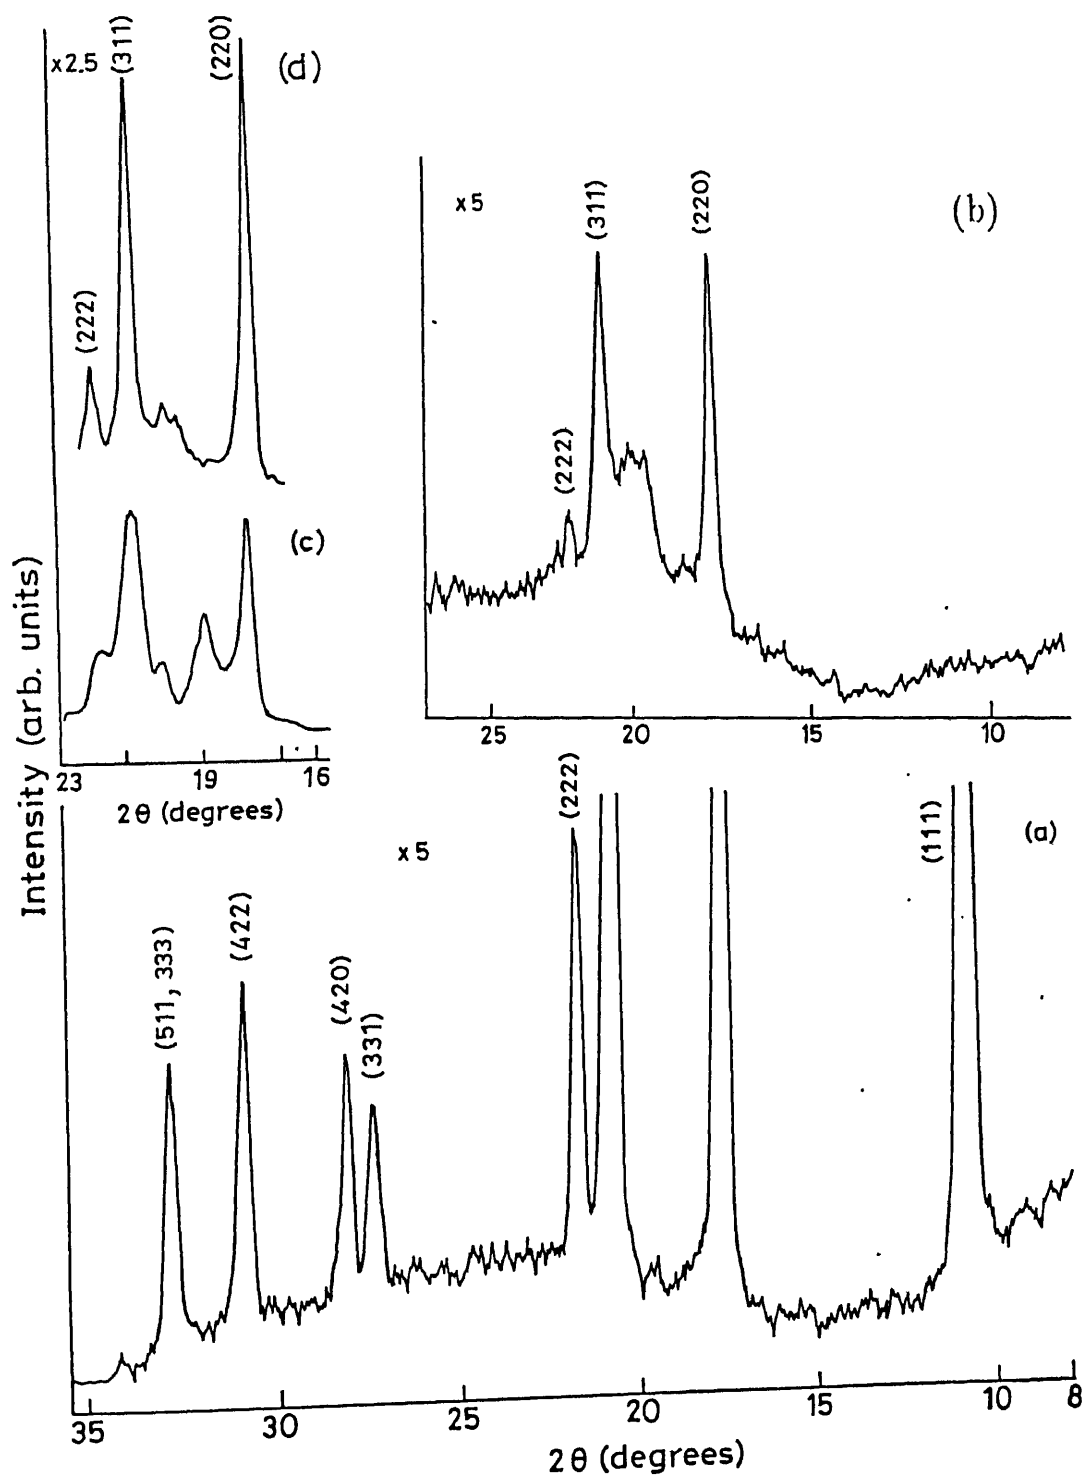 x2.5
(311)
(220)
(d)
(222)
(c)
23 19 16
2θ (degrees)
x5
(311)
(220)
(b)
(222)
25 20 15 10
Intensity (arb. units)
x5
(222)
(111)
(a)
(511, 333)
(422)
(420)
(331)
35 30 25 20 15 10 8
2θ (degrees)